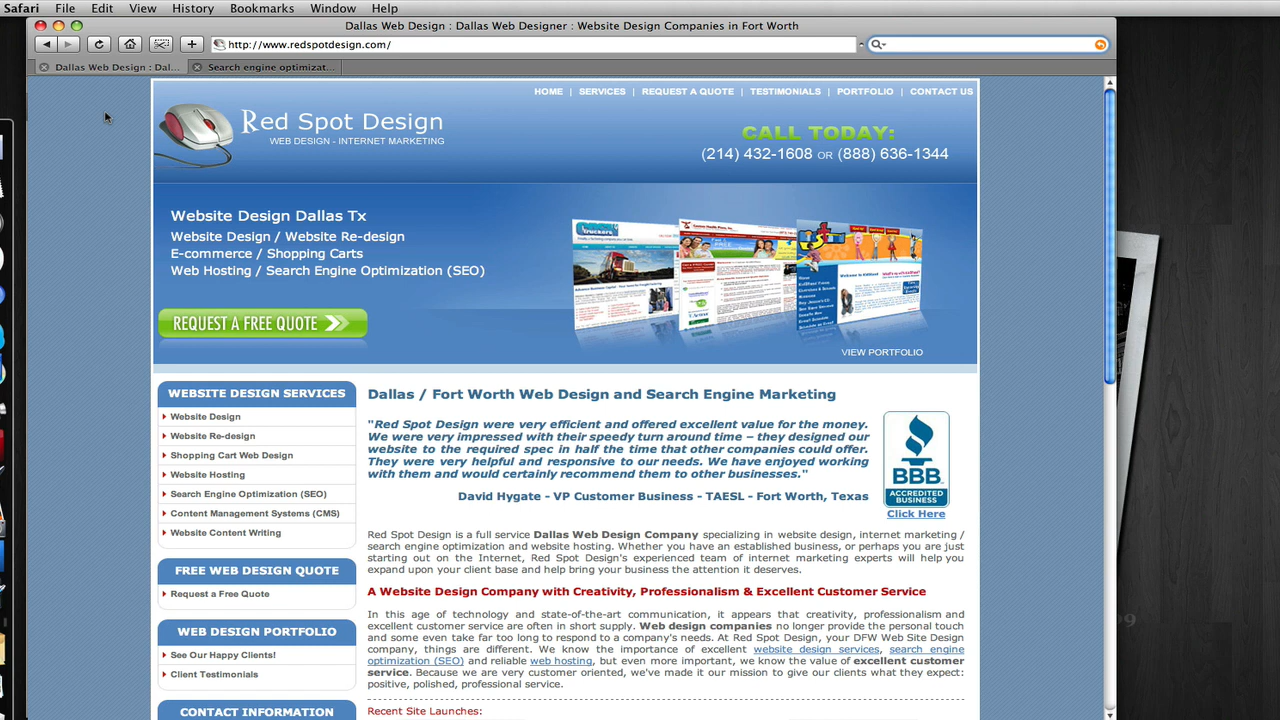 Safari File Edit View History Bookmarks Window Help
Dallas Web Design : Dallas Web Designer : Website Design Companies in Fort Worth
http://www.redspotdesign.com/
Dallas Web Design : Dal...
Search engine optimizat...
HOME | SERVICES | REQUEST A QUOTE | TESTIMONIALS | PORTFOLIO | CONTACT US
Red Spot Design
WEB DESIGN - INTERNET MARKETING
CALL TODAY:
(214) 432-1608 OR (888) 636-1344
Website Design Dallas Tx
Website Design / Website Re-design
E-commerce / Shopping Carts
Web Hosting / Search Engine Optimization (SEO)
REQUEST A FREE QUOTE
VIEW PORTFOLIO
WEBSITE DESIGN SERVICES
Website Design
Website Re-design
Shopping Cart Web Design
Website Hosting
Search Engine Optimization (SEO)
Content Management Systems (CMS)
Website Content Writing
FREE WEB DESIGN QUOTE
Request a Free Quote
WEB DESIGN PORTFOLIO
See Our Happy Clients!
Client Testimonials
CONTACT INFORMATION
Dallas / Fort Worth Web Design and Search Engine Marketing
"Red Spot Design were very efficient and offered excellent value for the money.
We were very impressed with their speedy turn around time – they designed our
website to the required spec in half the time that other companies could offer.
They were very helpful and responsive to our needs. We have enjoyed working
with them and would certainly recommend them to other businesses."
David Hygate - VP Customer Business - TAESL - Fort Worth, Texas
BBB
ACCREDITED
BUSINESS
Click Here
Red Spot Design is a full service Dallas Web Design Company specializing in website design, internet marketing /
search engine optimization and website hosting. Whether you have an established business, or perhaps you are just
starting out on the Internet, Red Spot Design's experienced team of internet marketing experts will help you
expand upon your client base and help bring your business the attention it deserves.
A Website Design Company with Creativity, Professionalism & Excellent Customer Service
In this age of technology and state-of-the-art communication, it appears that creativity, professionalism and
excellent customer service are often in short supply. Web design companies no longer provide the personal touch
and some even take far too long to respond to a company's needs. At Red Spot Design, your DFW Web Site Design
company, things are different. We know the importance of excellent website design services, search engine
optimization (SEO) and reliable web hosting, but even more important, we know the value of excellent customer
service. Because we are very customer oriented, we've made it our mission to give our clients what they expect:
positive, polished, professional service.
Recent Site Launches: